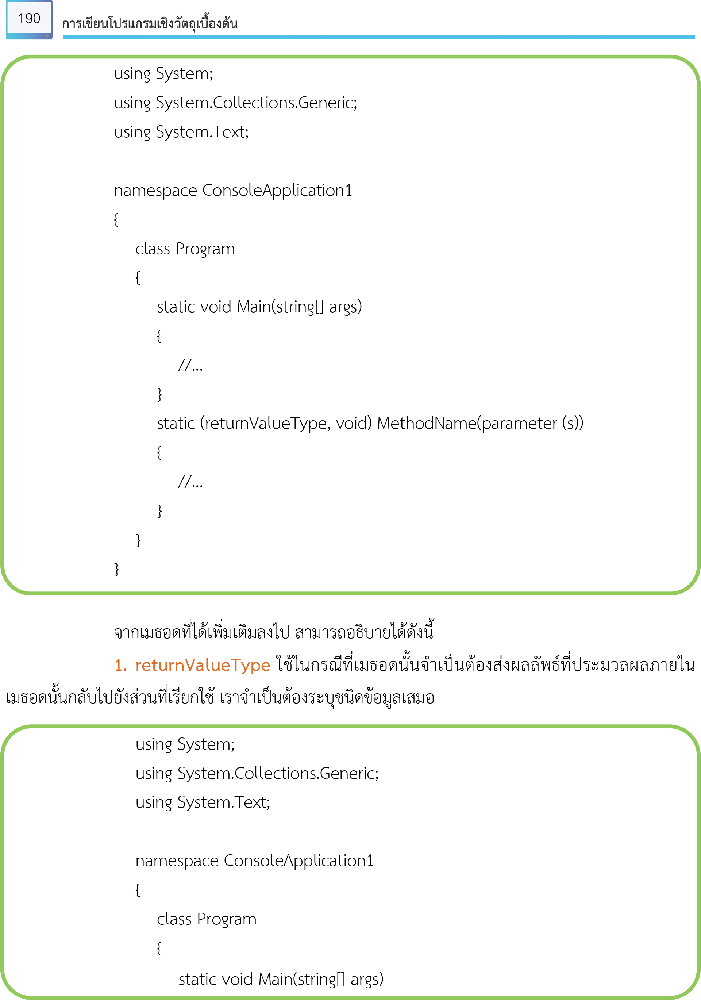 190
การเขียนโปรแกรมเชิงวัตถุเบื้องต้น
using System;
using System.Collections.Generic;
using System.Text;
namespace ConsoleApplication1
{
class Program
{
static void Main(string[] args)
{
//...
}
static (returnValueType, void) MethodName(parameter (s))
{
//...
}
}
}
จากเมธอดที่ได้เพิ่มเติมลงไป สามารถอธิบายได้ดังนี้
1. returnValueType ใช้ในกรณีที่เมธอดนั้นจำเป็นต้องส่งผลลัพธ์ที่ประมวลผลภายใน
เมธอดนั้นกลับไปยังส่วนที่เรียกใช้ เราจำเป็นต้องระบุชนิดข้อมูลเสมอ
using System;
using System.Collections.Generic;
using System.Text;
namespace ConsoleApplication1
{
class Program
{
static void Main(string[] args)